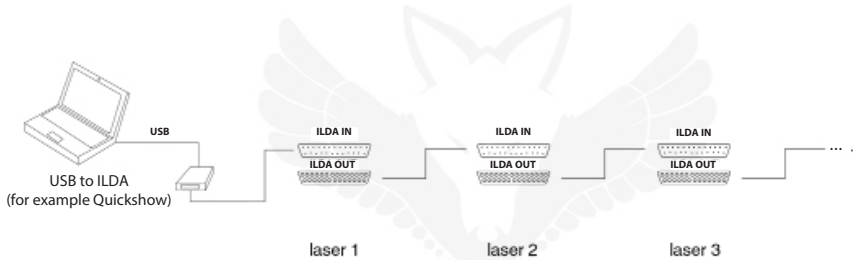 USB
USB to ILDA
(for example Quickshow)
ILDA IN
ILDA OUT
laser 1
ILDA IN
ILDA OUT
laser 2
ILDA IN
ILDA OUT
laser 3
... .